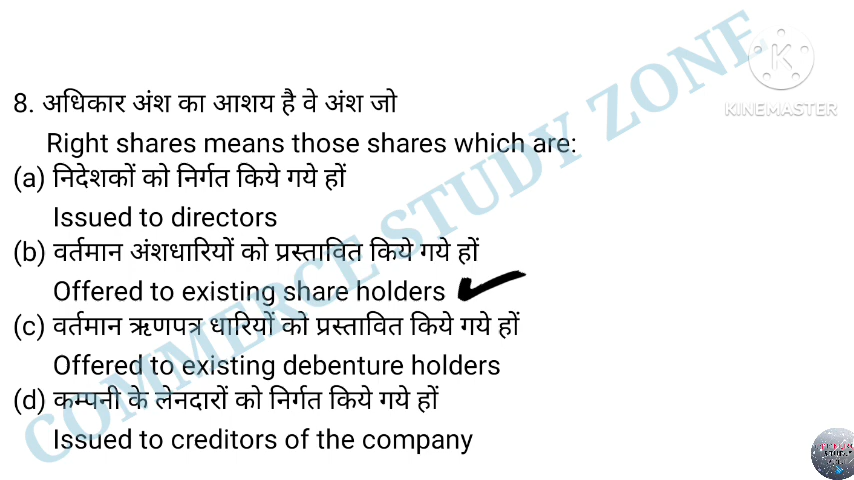 8. अधिकार अंश का आशय है वे अंश जो
Right shares means those shares which are:
(a) निदेशकों को निर्गत किये गये हों
Issued to directors
(b) वर्तमान अंशधारियों को प्रस्तावित किये गये हों
Offered to existing share holders
(c) वर्तमान ऋणपत्र धारियों को प्रस्तावित किये गये हों
Offered to existing debenture holders
(d) कम्पनी के लेनदारों को निर्गत किये गये हों
Issued to creditors of the company
COMMERCE STUDY ZONE
K
KINEMASTER